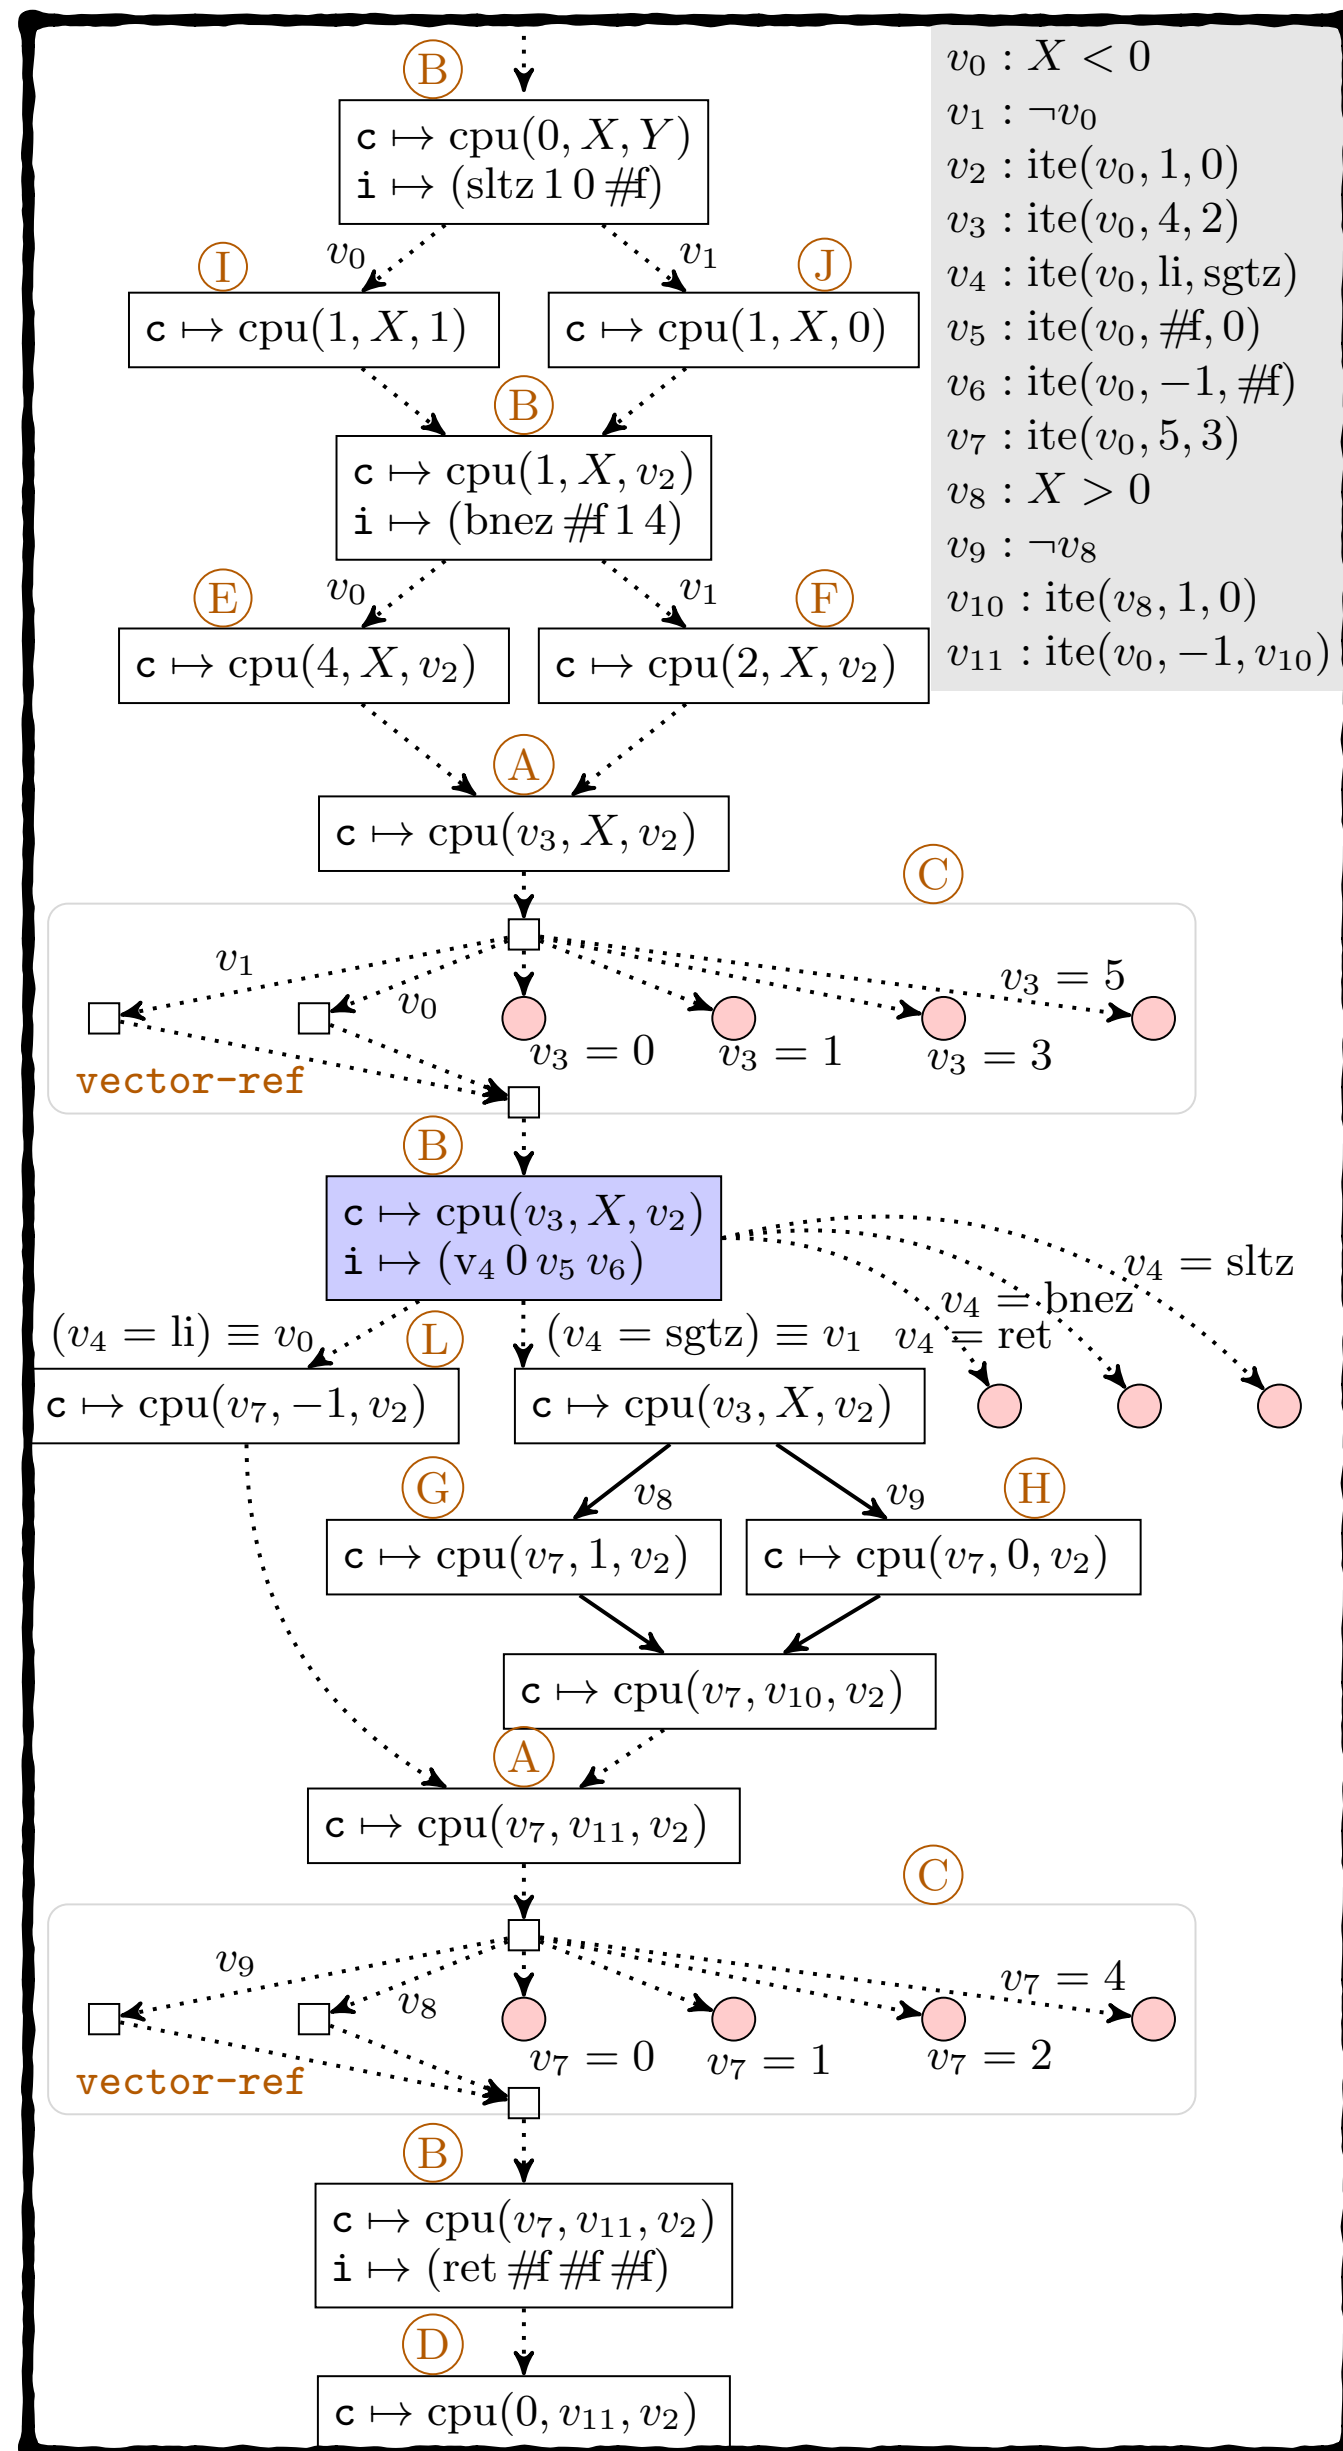 B
c ↦ cpu(0, X, Y)
i ↦ (sltz 1 0 #f)
v₀ : X < 0
v₁ : ¬v₀
v₂ : ite(v₀, 1, 0)
v₃ : ite(v₀, 4, 2)
v₄ : ite(v₀, li, sgtz)
v₅ : ite(v₀, #f, 0)
v₆ : ite(v₀, −1, #f)
v₇ : ite(v₀, 5, 3)
v₈ : X > 0
v₉ : ¬v₈
v₁₀ : ite(v₈, 1, 0)
v₁₁ : ite(v₀, −1, v₁₀)
I
v₀
v₁
J
c ↦ cpu(1, X, 1)
c ↦ cpu(1, X, 0)
B
c ↦ cpu(1, X, v₂)
i ↦ (bnez #f 1 4)
E
v₀
v₁
F
c ↦ cpu(4, X, v₂)
c ↦ cpu(2, X, v₂)
A
c ↦ cpu(v₃, X, v₂)
C
v₁
v₀
v₃ = 5
v₃ = 0
v₃ = 1
v₃ = 3
vector-ref
B
c ↦ cpu(v₃, X, v₂)
i ↦ (v₄ 0 v₅ v₆)
v₄ = sltz
v₄ = bnez
v₄ = ret
(v₄ = li) ≡ v₀
L
(v₄ = sgtz) ≡ v₁
c ↦ cpu(v₇, −1, v₂)
c ↦ cpu(v₃, X, v₂)
G
v₈
v₉
H
c ↦ cpu(v₇, 1, v₂)
c ↦ cpu(v₇, 0, v₂)
c ↦ cpu(v₇, v₁₀, v₂)
A
c ↦ cpu(v₇, v₁₁, v₂)
C
v₉
v₈
v₇ = 4
v₇ = 0
v₇ = 1
v₇ = 2
vector-ref
B
c ↦ cpu(v₇, v₁₁, v₂)
i ↦ (ret #f #f #f)
D
c ↦ cpu(0, v₁₁, v₂)